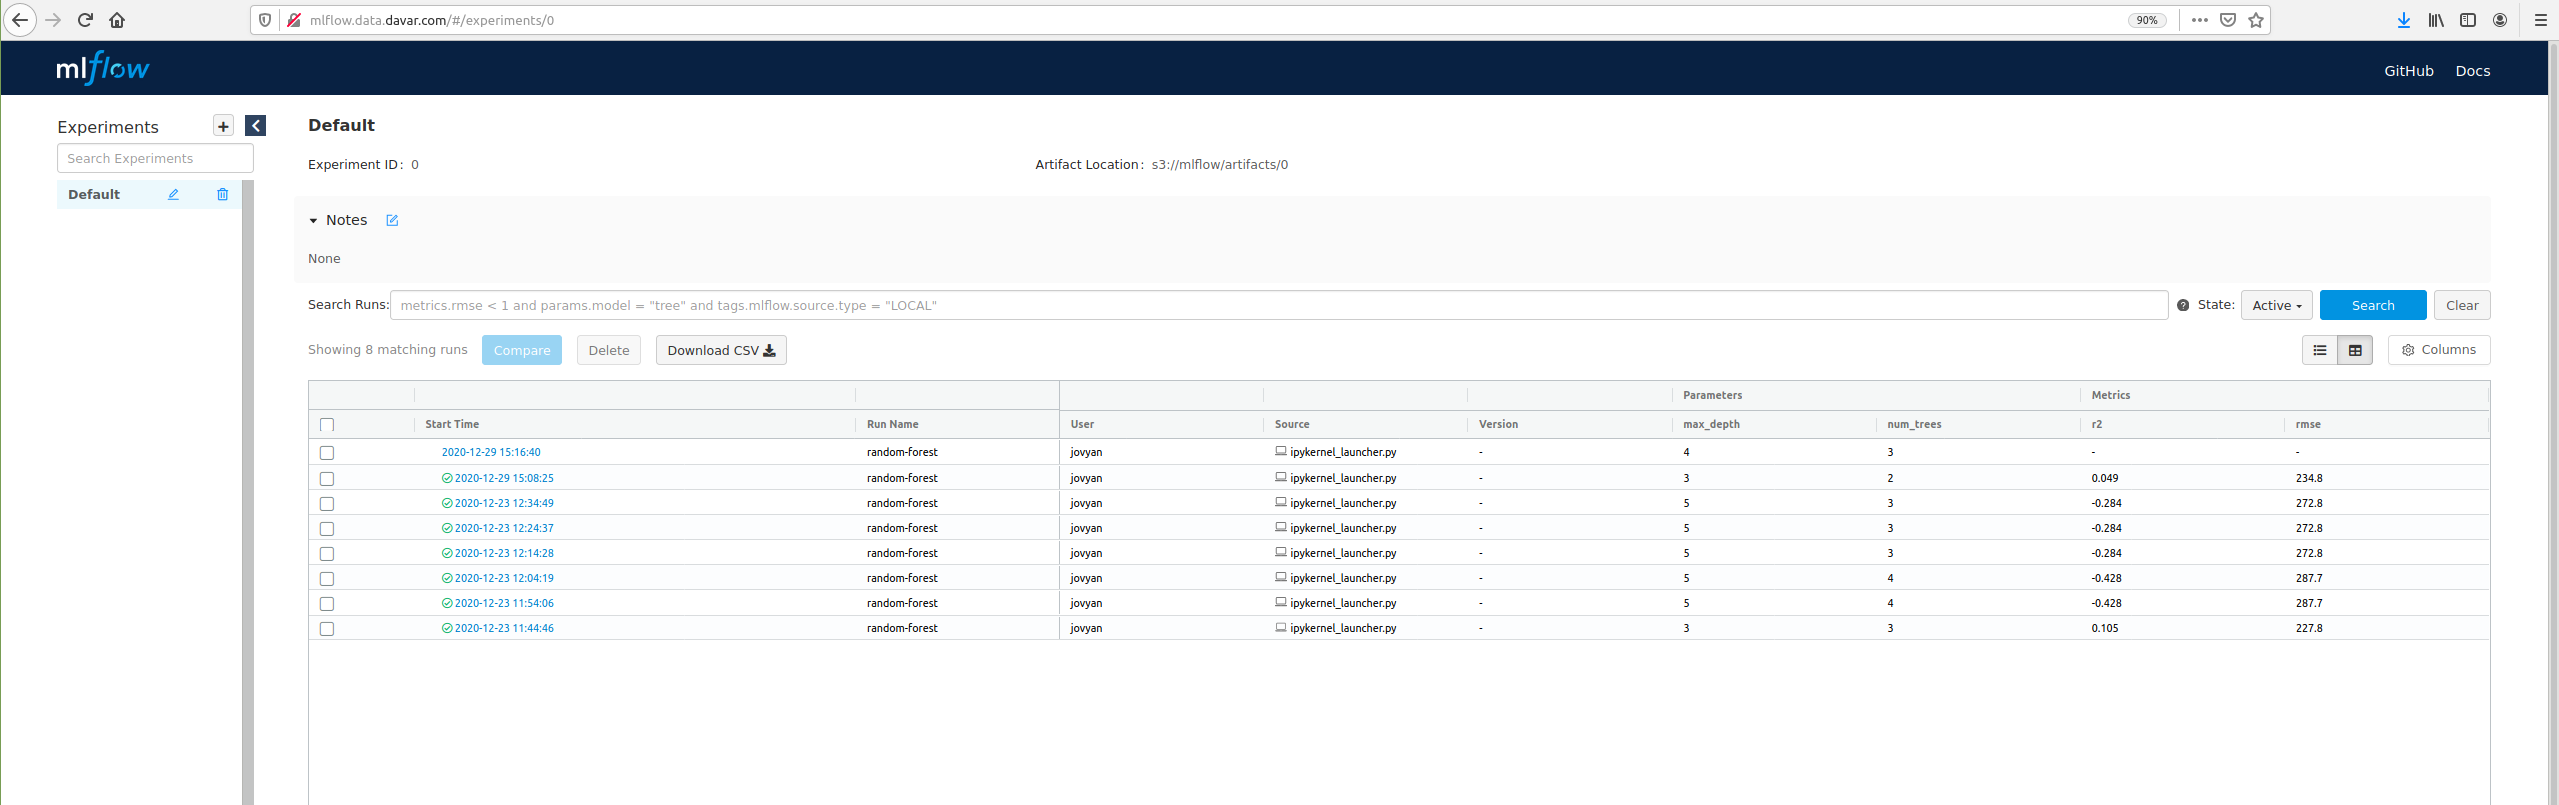 mlflow.data.davar.com/#/experiments/0 90%
mlflow GitHub Docs
Experiments
Search Experiments
Default
Default
Experiment ID: 0 Artifact Location: s3://mlflow/artifacts/0
Notes
None
Search Runs: metrics.rmse < 1 and params.model = "tree" and tags.mlflow.source.type = "LOCAL" State: Active Search Clear
Showing 8 matching runs Compare Delete Download CSV Columns
Parameters Metrics
Start Time Run Name User Source Version max_depth num_trees r2 rmse
2020-12-29 15:16:40 random-forest jovyan ipykernel_launcher.py - 4 3 - -
2020-12-29 15:08:25 random-forest jovyan ipykernel_launcher.py - 3 2 0.049 234.8
2020-12-23 12:34:49 random-forest jovyan ipykernel_launcher.py - 5 3 -0.284 272.8
2020-12-23 12:24:37 random-forest jovyan ipykernel_launcher.py - 5 3 -0.284 272.8
2020-12-23 12:14:28 random-forest jovyan ipykernel_launcher.py - 5 3 -0.284 272.8
2020-12-23 12:04:19 random-forest jovyan ipykernel_launcher.py - 5 4 -0.428 287.7
2020-12-23 11:54:06 random-forest jovyan ipykernel_launcher.py - 5 4 -0.428 287.7
2020-12-23 11:44:46 random-forest jovyan ipykernel_launcher.py - 3 3 0.105 227.8